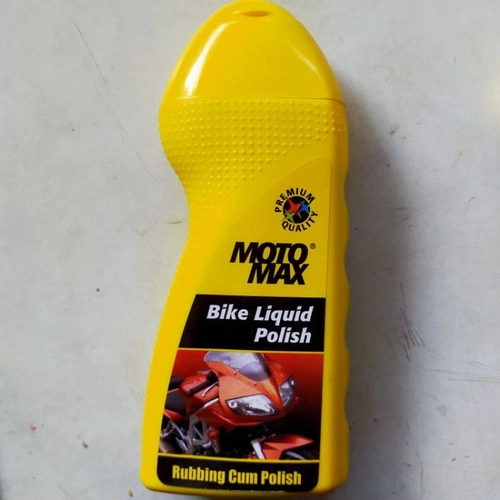 PREMIUM
QUALITY
MOTO®
MAX
Bike Liquid
Polish
Rubbing Cum Polish